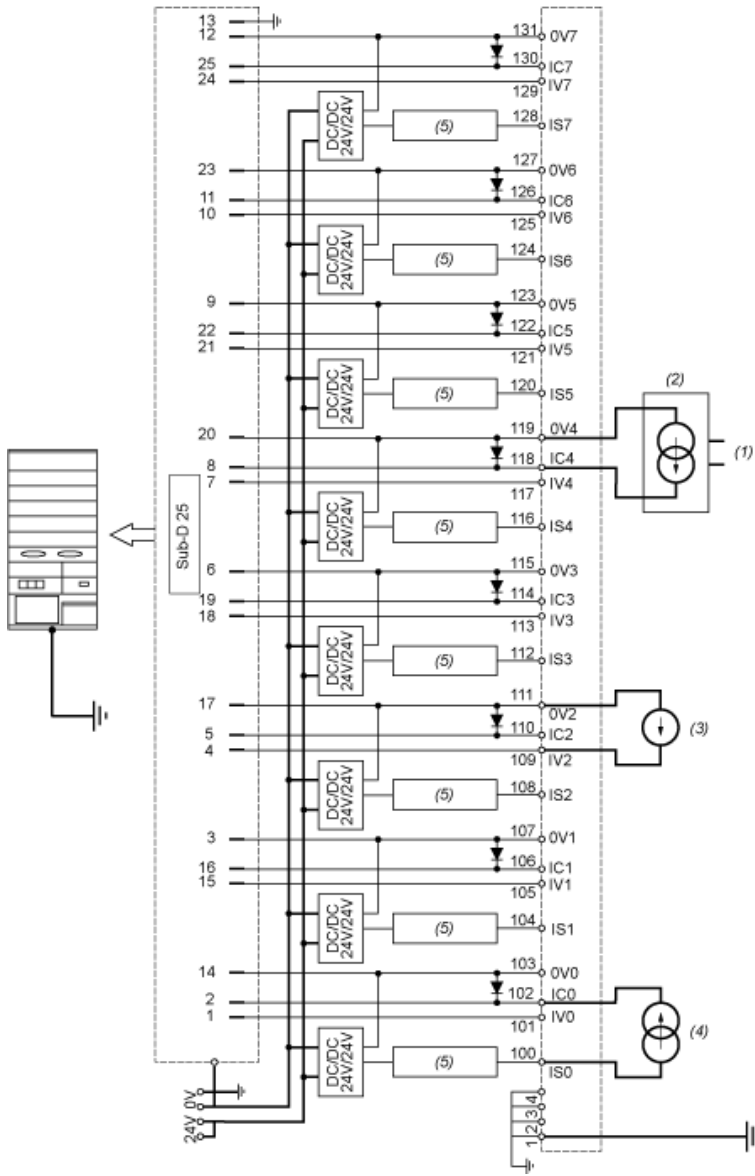 13
12 131 0V7
25 130 IC7
24 IV7
129
DC/DC
24V/24V
(5) 128 IS7
23 127 0V6
11 126 IC6
10 IV6
125
DC/DC
24V/24V
(5) 124 IS6
9 123 0V5
22 122 IC5
21 IV5
121
DC/DC
24V/24V
(5) 120 IS5
(2)
(1)
20 119 0V4
8 118 IC4
7 IV4
117
Sub-D 25
DC/DC
24V/24V
(5) 116 IS4
6 115 0V3
19 114 IC3
18 IV3
113
DC/DC
24V/24V
(5) 112 IS3
17 111 0V2
5 110 IC2
4 IV2
109
(3)
DC/DC
24V/24V
(5) 108 IS2
3 107 0V1
16 106 IC1
15 IV1
105
DC/DC
24V/24V
(5) 104 IS1
14 103 0V0
2 102 IC0
1 IV0
101
(4)
DC/DC
24V/24V
(5) 100 IS0
0V
24V
4
3
2
1